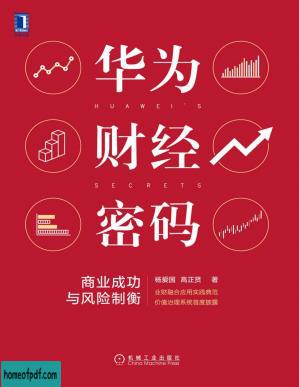 华为
HUAWEI'S
财经
SECRETS
密码
商业成功
与风险制衡
杨爱国 高正贤 著
业财融合应用实践典范
价值治理系统首度披露
机械工业出版社
China Machine Press
homeofpdf.com